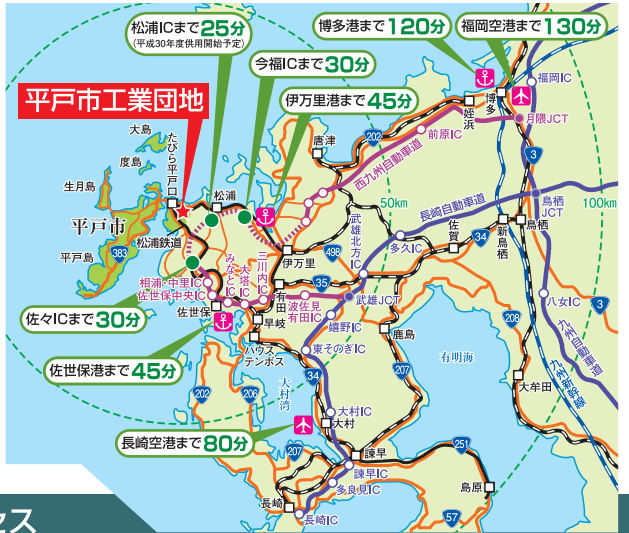 松浦ICまで25分
(平成30年度供用開始予定)
博多港まで120分
福岡空港まで130分
今福ICまで30分
伊万里港まで45分
平戸市工業団地
福岡IC
博多
姪浜
月隈JCT
大島
たびら平戸口
唐津
202
前原IC
3
度島
西九州自動車道
生月島
松浦
50km
長崎自動車道
鳥栖JCT
100km
平戸市
武雄北方IC
佐賀
34
新鳥栖
鳥栖
松浦鉄道
383
平戸島
伊万里
498
多久IC
三川内IC
大塔IC
みなとIC
相浦・中里IC
佐世保中央IC
35
有田
波佐見有田IC
武雄JCT
八女IC
3
佐々ICまで30分
佐世保
早岐
嬉野IC
鹿島
208
九州自動車道
ハウステンボス
東そのぎIC
有明海
九州新幹線
佐世保港まで45分
大村湾
34
207
大牟田
202
206
大村IC
大村
長崎空港まで80分
207
諫早
251
諫早IC
多良見IC
島原
長崎
長崎IC
57
セス